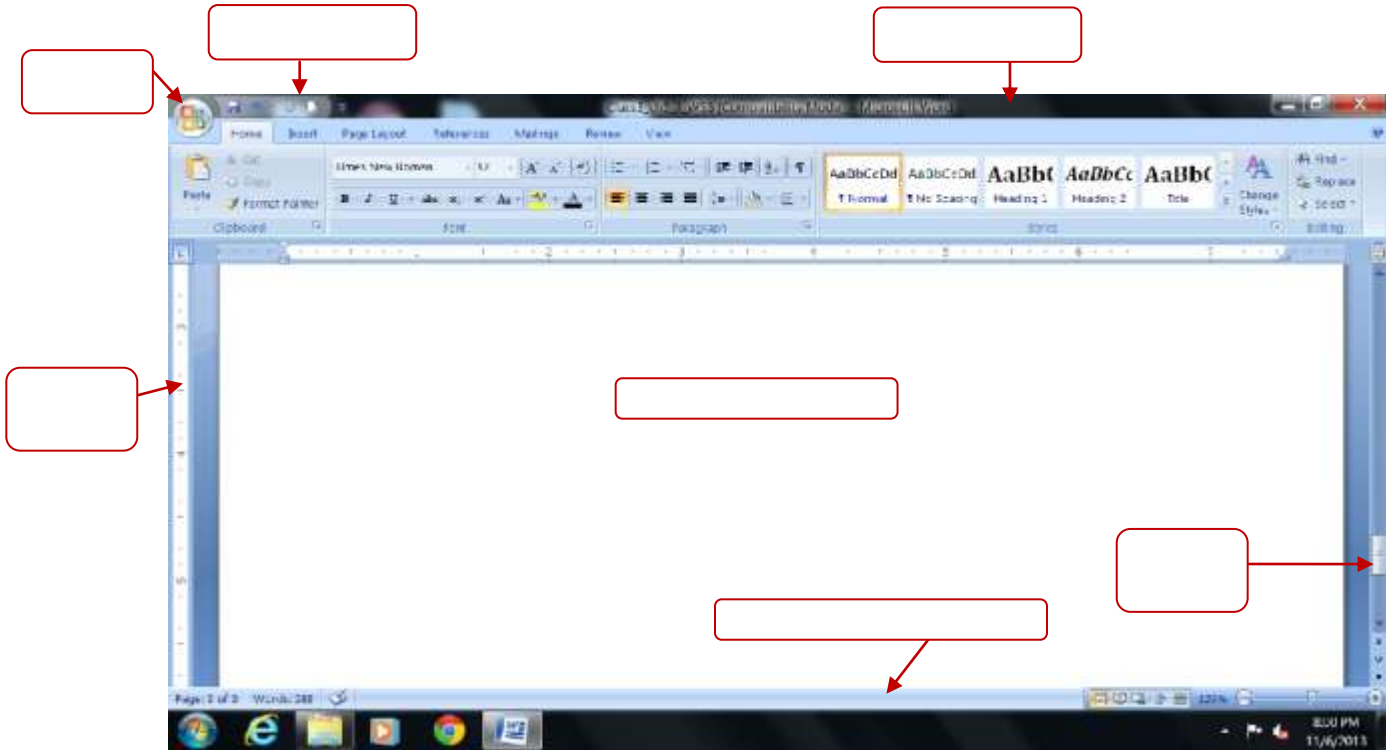 Home Insert Page Layout References Mailings Review View
Cut
Copy
Paste
Format Painter
Times New Roman
12
AaBbCcDd AaBbCcDd AaBbC AaBbCc AaBbC
¶ Normal ¶ No Spacing Heading 1 Heading 2 Title
Change
Styles
Find
Replace
Select
Clipboard Font Paragraph Styles Editing
Words: 288
8:00 PM
11/6/2013